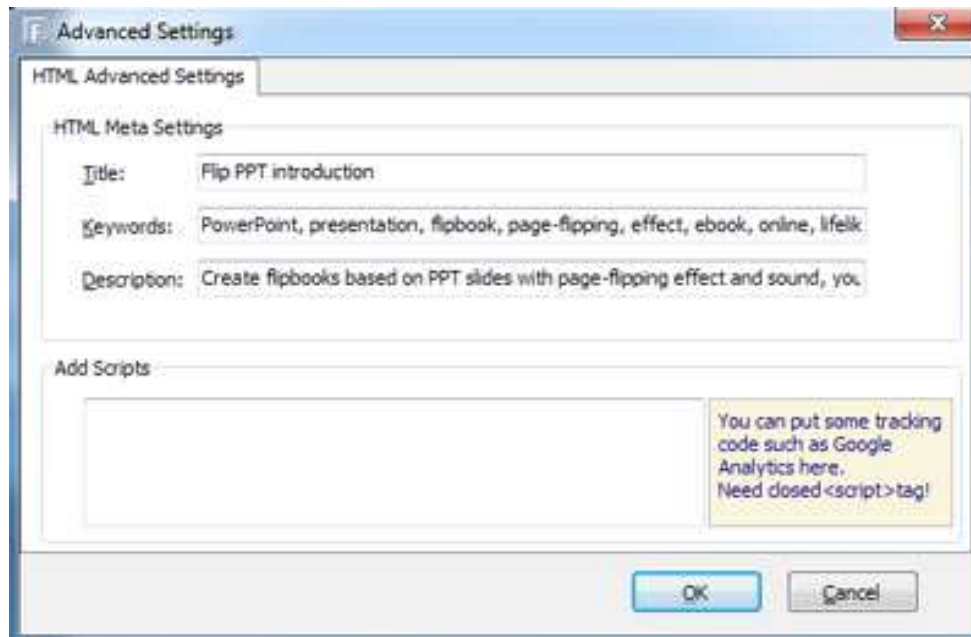 Advanced Settings
HTML Advanced Settings
HTML Meta Settings
Title: Flip PPT introduction
Keywords: PowerPoint, presentation, flipbook, page-flipping, effect, ebook, online, lifelik
Description: Create flipbooks based on PPT slides with page-flipping effect and sound, you
Add Scripts
You can put some tracking
code such as Google
Analytics here.
Need closed<script>tag!
OK Cancel